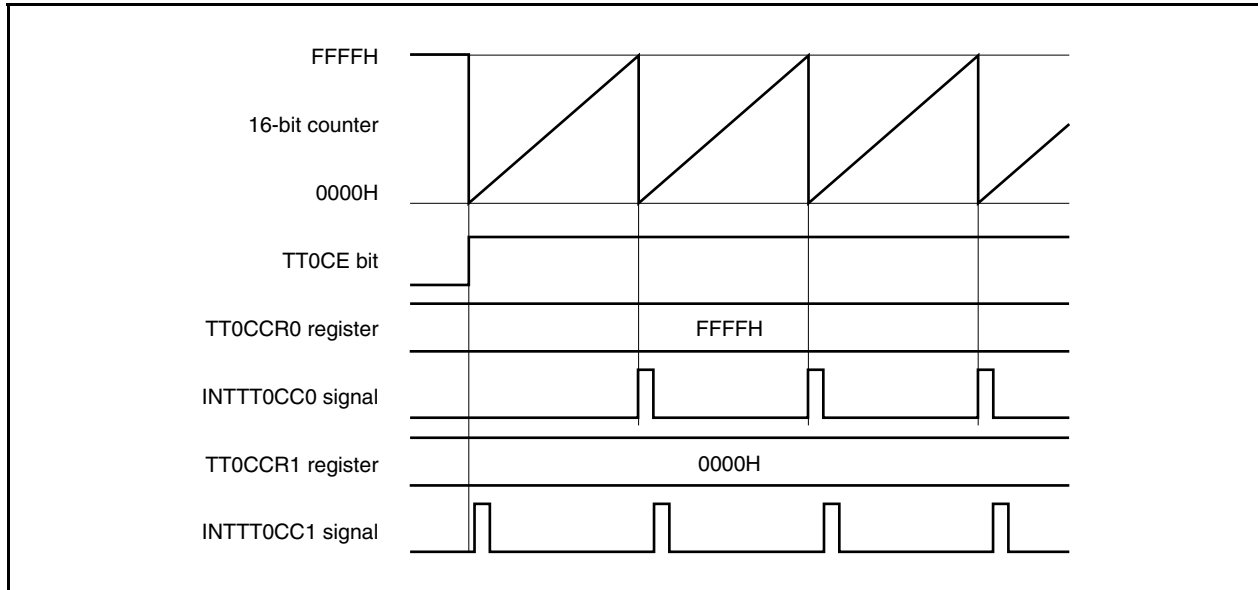 FFFFH
16-bit counter
0000H
TT0CE bit
TT0CCR0 register
FFFFH
INTTT0CC0 signal
TT0CCR1 register
0000H
INTTT0CC1 signal